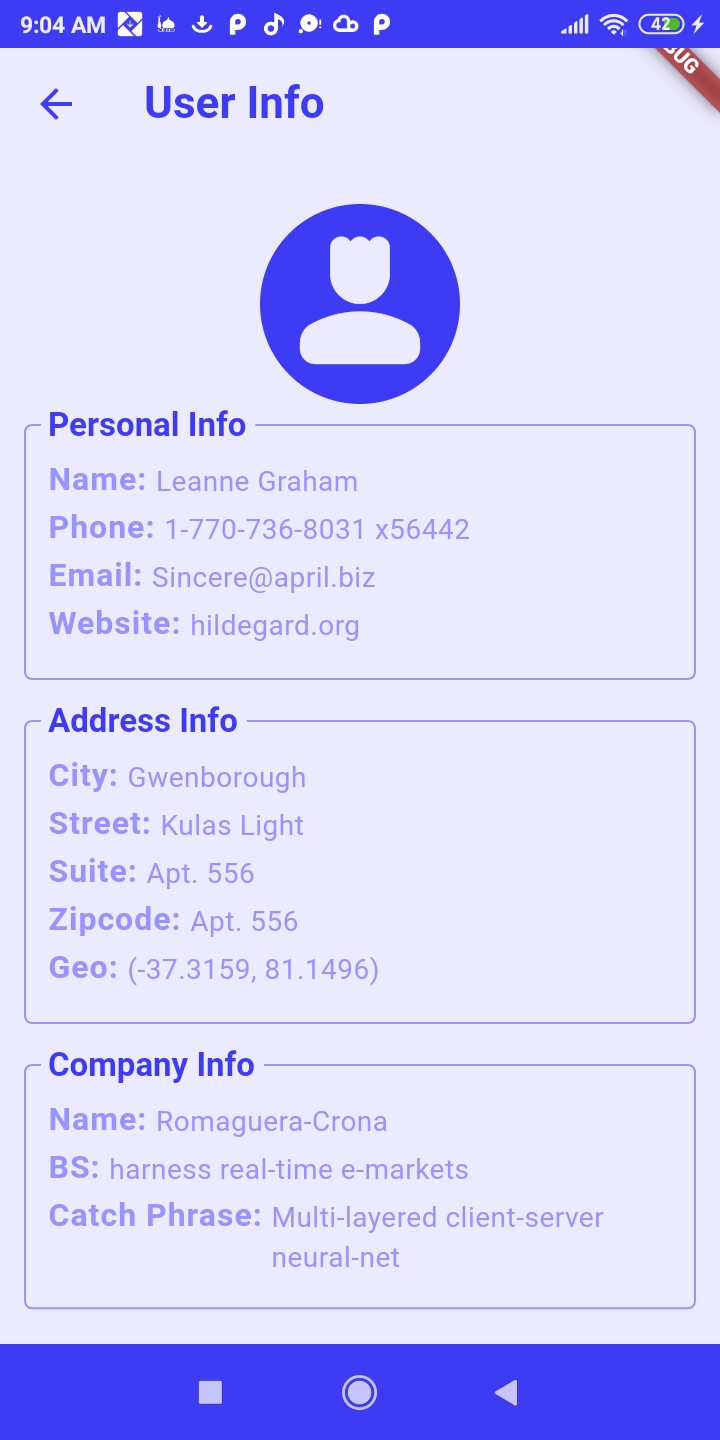 9:04 AM 42
User Info
Personal Info
Name: Leanne Graham
Phone: 1-770-736-8031 x56442
Email: Sincere@april.biz
Website: hildegard.org
Address Info
City: Gwenborough
Street: Kulas Light
Suite: Apt. 556
Zipcode: Apt. 556
Geo: (-37.3159, 81.1496)
Company Info
Name: Romaguera-Crona
BS: harness real-time e-markets
Catch Phrase: Multi-layered client-server
neural-net